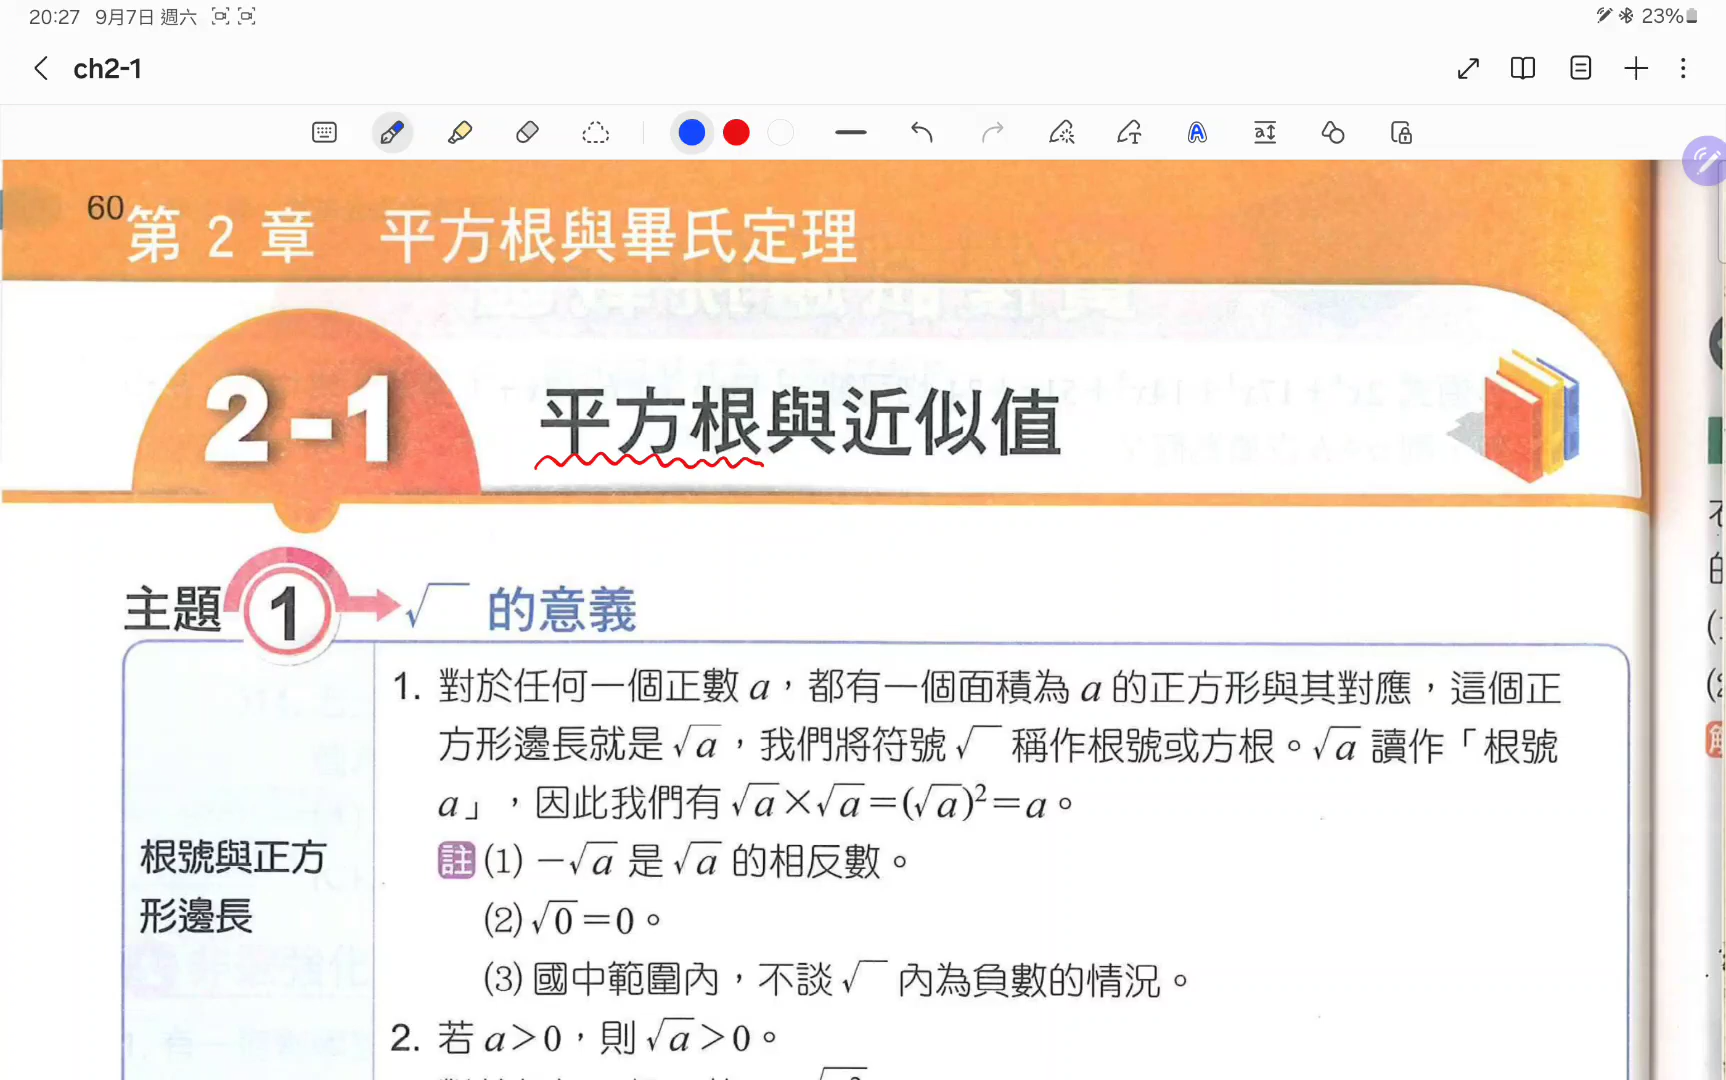 20:27 9月7日 週六
23%
ch2-1
60
第 2 章 平方根與畢氏定理
2-1 平方根與近似值
主題 1 √ 的意義
根號與正方
形邊長
1. 對於任何一個正數 a，都有一個面積為 a 的正方形與其對應，這個正
方形邊長就是 √a，我們將符號 √ 稱作根號或方根。√a 讀作「根號
a」，因此我們有 √a×√a=(√a)²=a。
註 (1) －√a 是 √a 的相反數。
(2) √0=0。
(3) 國中範圍內，不談 √ 內為負數的情況。
2. 若 a>0，則 √a>0。